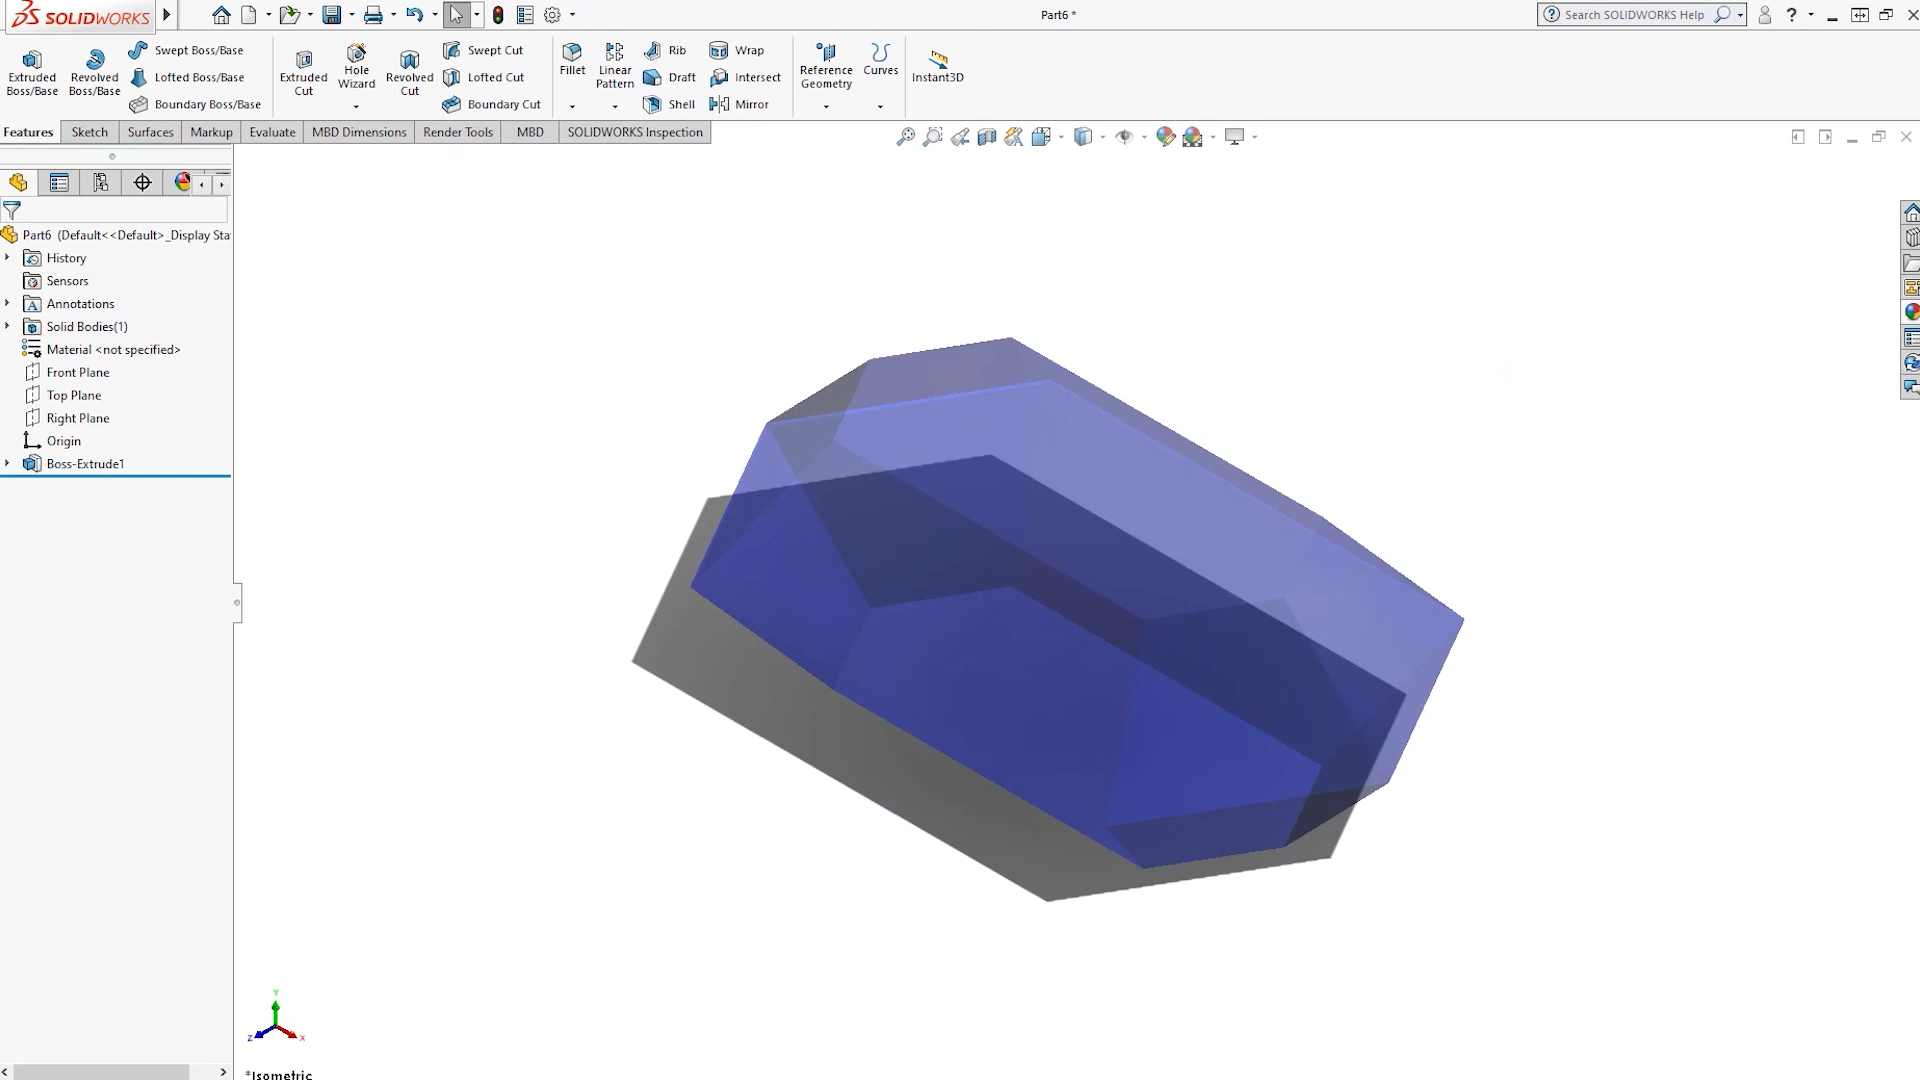 SOLIDWORKS
Part6 *
Search SOLIDWORKS Help
?
Extruded Boss/Base
Revolved Boss/Base
Swept Boss/Base
Lofted Boss/Base
Boundary Boss/Base
Extruded Cut
Hole Wizard
Revolved Cut
Swept Cut
Lofted Cut
Boundary Cut
Fillet
Linear Pattern
Rib
Draft
Shell
Wrap
Intersect
Mirror
Reference Geometry
Curves
Instant3D
Features
Sketch
Surfaces
Markup
Evaluate
MBD Dimensions
Render Tools
MBD
SOLIDWORKS Inspection
Part6 (Default<<Default>_Display Sta
History
Sensors
Annotations
Solid Bodies(1)
Material <not specified>
Front Plane
Top Plane
Right Plane
Origin
Boss-Extrude1
Y
Z
X
*Isometric